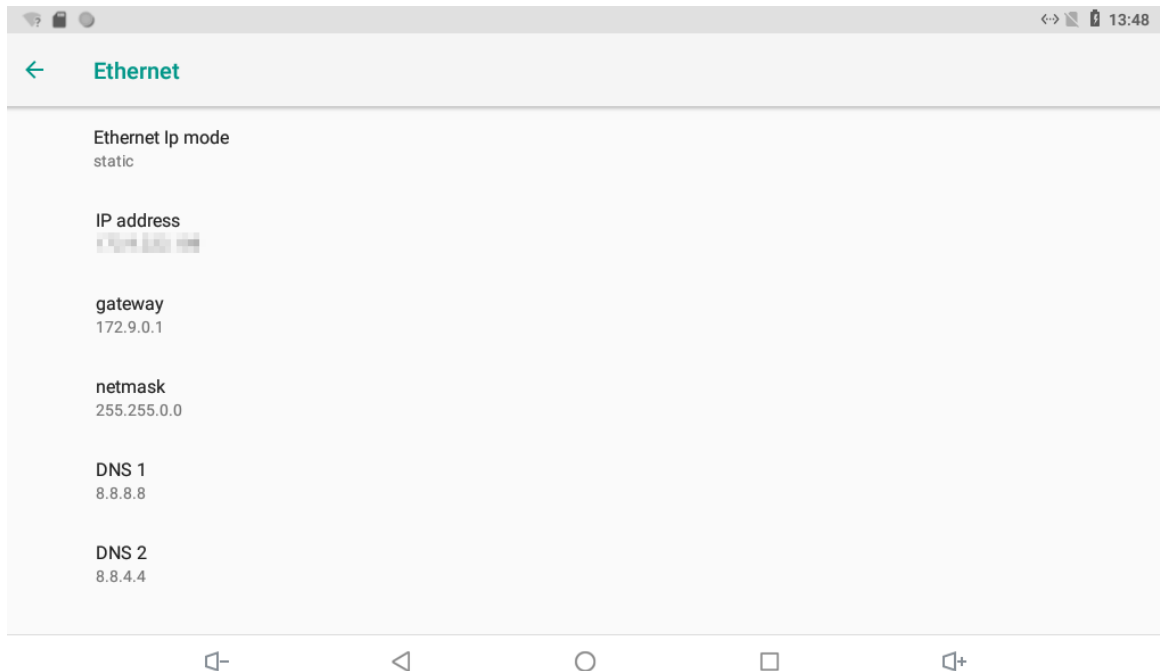 13:48
Ethernet
Ethernet Ip mode
static
IP address
gateway
172.9.0.1
netmask
255.255.0.0
DNS 1
8.8.8.8
DNS 2
8.8.4.4